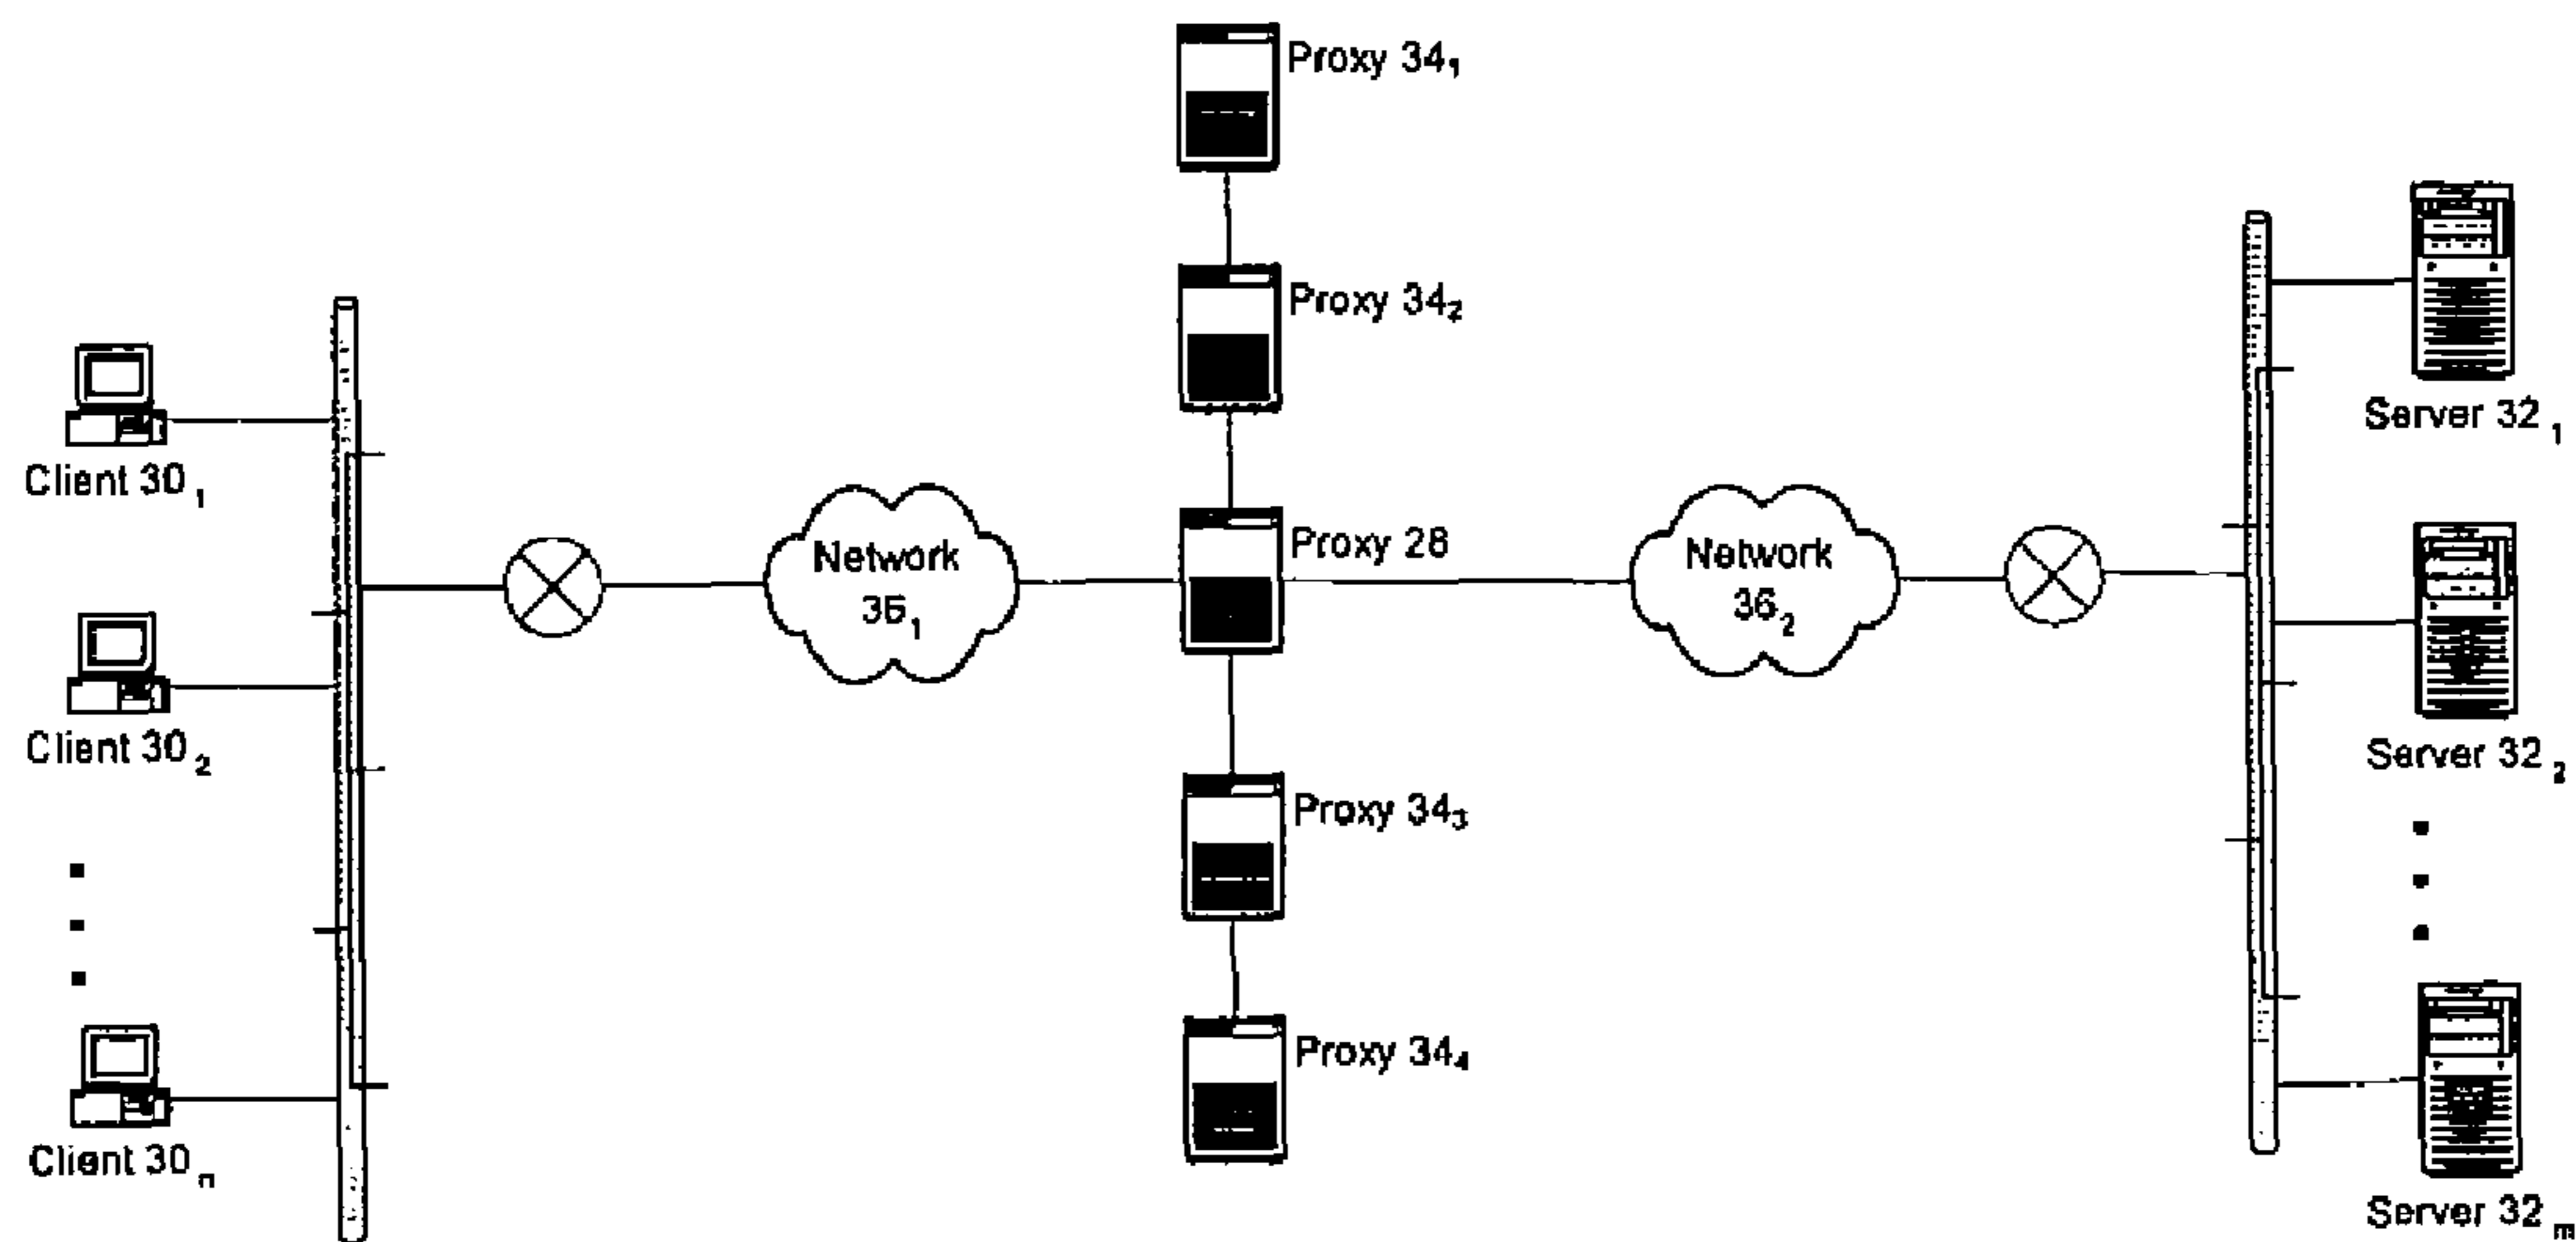 Proxy 34₁
Proxy 34₂
Client 30₁
Server 32₁
Network
36₁
Proxy 28
Network
36₂
Client 30₂
Server 32₂
Proxy 34₃
Proxy 34₄
Client 30ₙ
Server 32ₘ